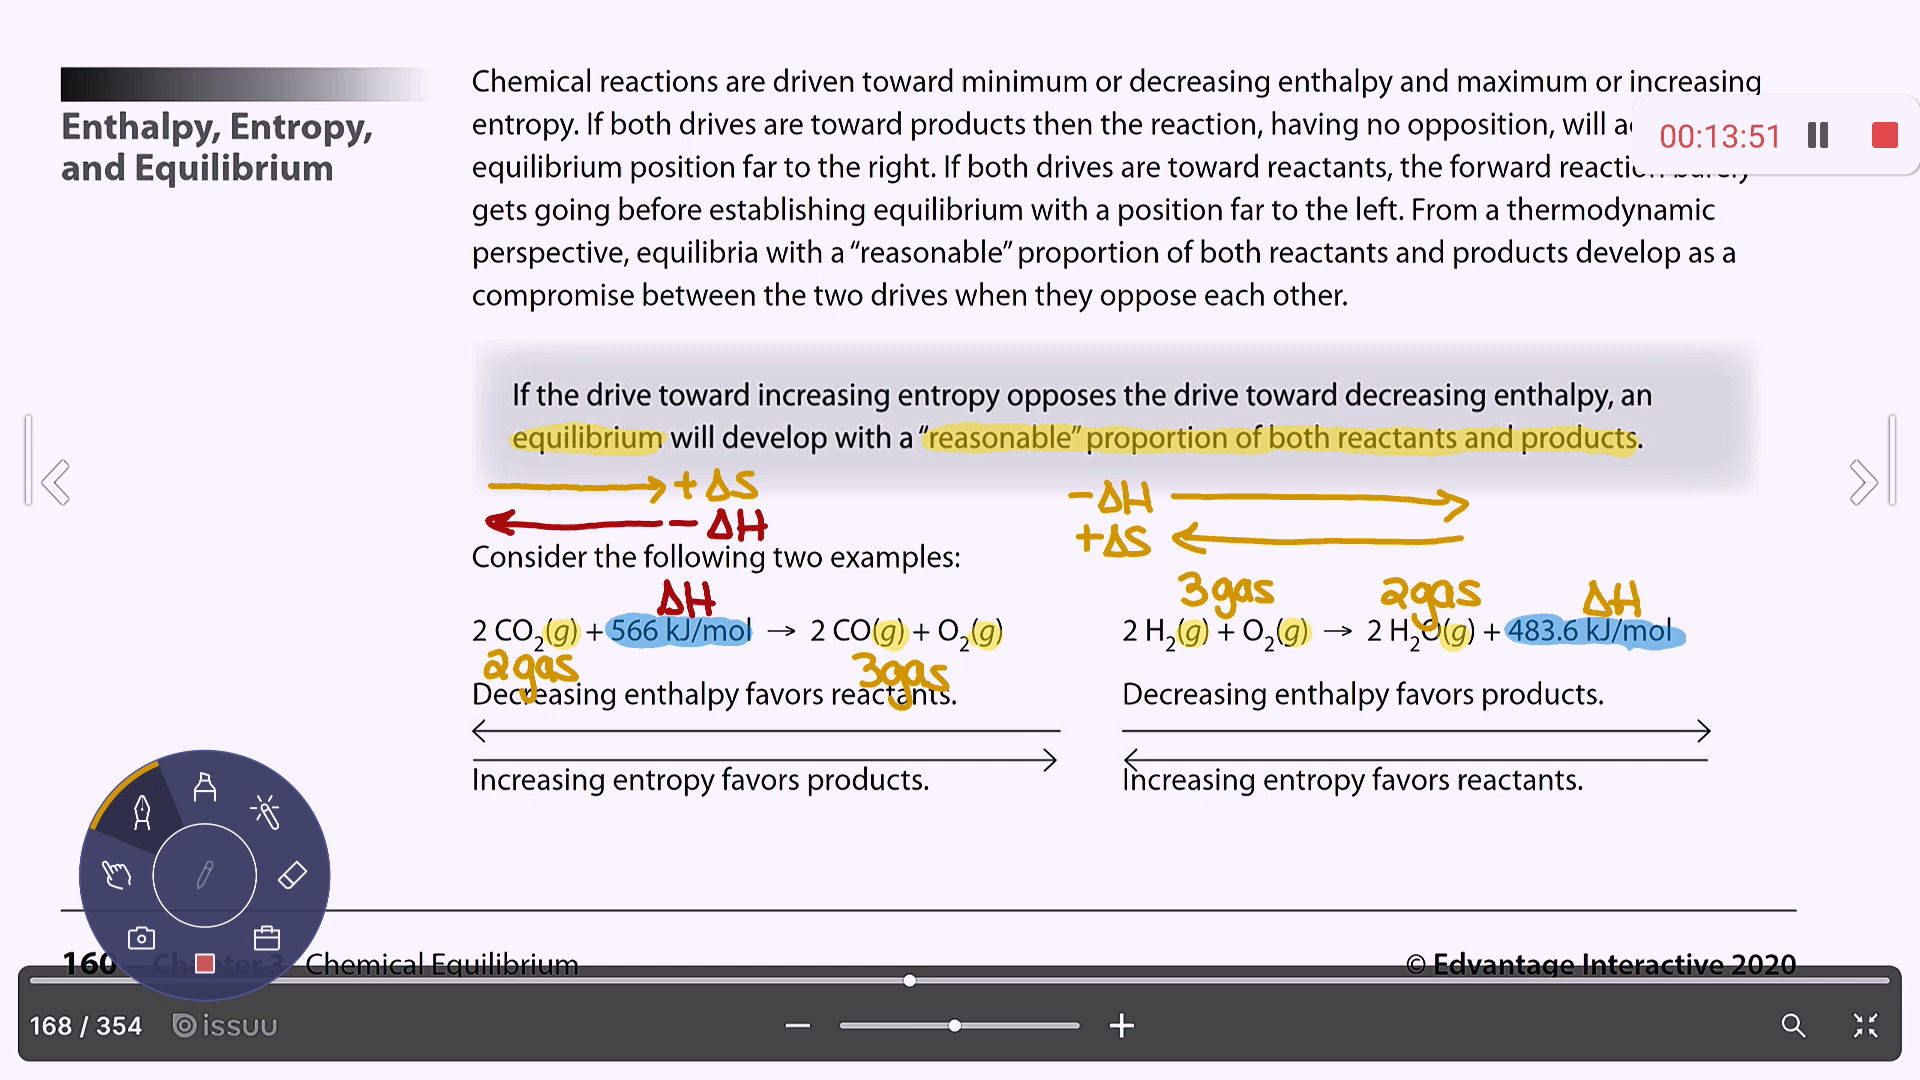 Enthalpy, Entropy,
and Equilibrium
Chemical reactions are driven toward minimum or decreasing enthalpy and maximum or increasing
entropy. If both drives are toward products then the reaction, having no opposition, will
equilibrium position far to the right. If both drives are toward reactants, the forward reaction barely
gets going before establishing equilibrium with a position far to the left. From a thermodynamic
perspective, equilibria with a “reasonable” proportion of both reactants and products develop as a
compromise between the two drives when they oppose each other.
00:13:51
If the drive toward increasing entropy opposes the drive toward decreasing enthalpy, an
equilibrium will develop with a “reasonable” proportion of both reactants and products.
+ ΔS
− ΔH
− ΔH
+ΔS
Consider the following two examples:
ΔH
2 CO₂(g) + 566 kJ/mol → 2 CO(g) + O₂(g)
2gas 3gas
Decreasing enthalpy favors reactants.
Increasing entropy favors products.
3gas 2gas ΔH
2 H₂(g) + O₂(g) → 2 H₂O(g) + 483.6 kJ/mol
Decreasing enthalpy favors products.
Increasing entropy favors reactants.
160 Chapter 3 Chemical Equilibrium
© Edvantage Interactive 2020
168 / 354 issuu